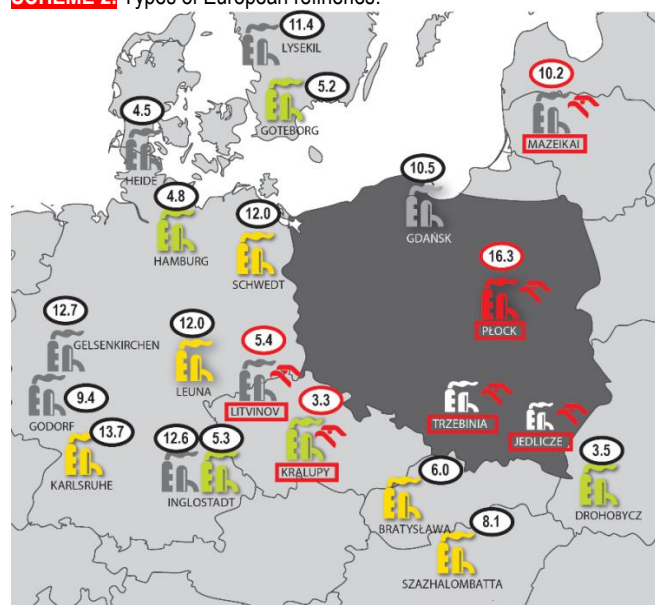 SCHEME 2. Types of European refineries.
11.4
LYSEKIL
5.2
GOTEBORG
10.2
MAZEIKAI
4.5
HEIDE
10.5
GDAŃSK
4.8
HAMBURG
12.0
SCHWEDT
16.3
PŁOCK
12.7
GELSENKIRCHEN
12.0
LEUNA
5.4
LITVINOV
9.4
GODORF
3.3
KRALUPY
TRZEBINIA
JEDLICZE
13.7
KARLSRUHE
12.6
5.3
INGLOSTADT
6.0
BRATYSŁAWA
3.5
DROHOBYCZ
8.1
SZAZHALOMBATTA